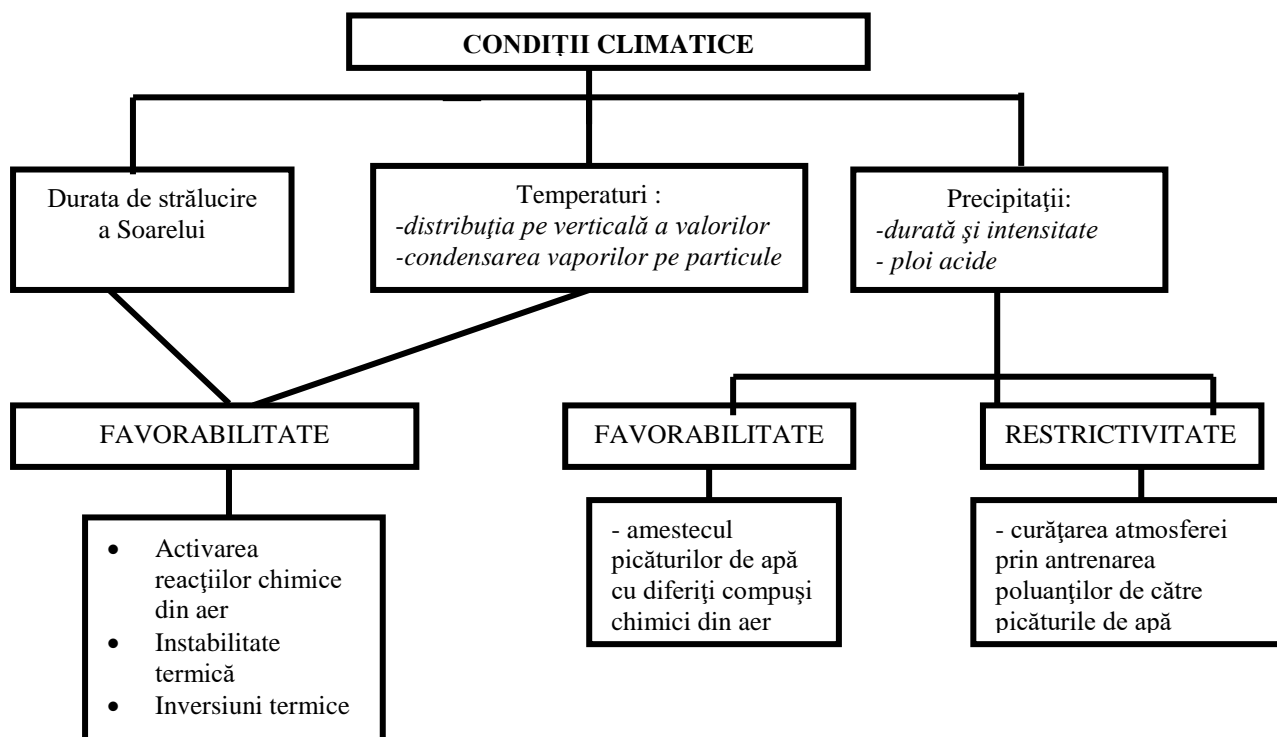 CONDIȚII CLIMATICE
Durata de strălucire
a Soarelui
Temperaturi :
-distribuţia pe verticală a valorilor
-condensarea vaporilor pe particule
Precipitaţii:
-durată şi intensitate
- ploi acide
FAVORABILITATE
FAVORABILITATE
RESTRICTIVITATE
• Activarea
reacţiilor chimice
din aer
• Instabilitate
termică
• Inversiuni termice
- amestecul
picăturilor de apă
cu diferiţi compuşi
chimici din aer
- curăţarea atmosferei
prin antrenarea
poluanţilor de către
picăturile de apă